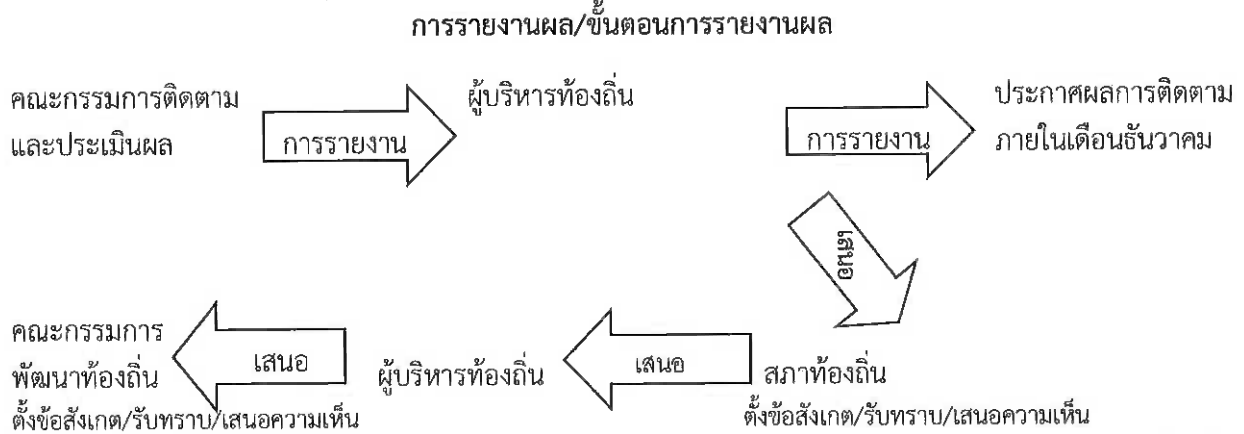 การรายงานผล/ขั้นตอนการรายงานผล
คณะกรรมการติดตาม
และประเมินผล
การรายงาน
ผู้บริหารท้องถิ่น
การรายงาน
ประกาศผลการติดตาม
ภายในเดือนธันวาคม
เสนอ
คณะกรรมการ
พัฒนาท้องถิ่น
ตั้งข้อสังเกต/รับทราบ/เสนอความเห็น
เสนอ
ผู้บริหารท้องถิ่น
เสนอ
สภาท้องถิ่น
ตั้งข้อสังเกต/รับทราบ/เสนอความเห็น